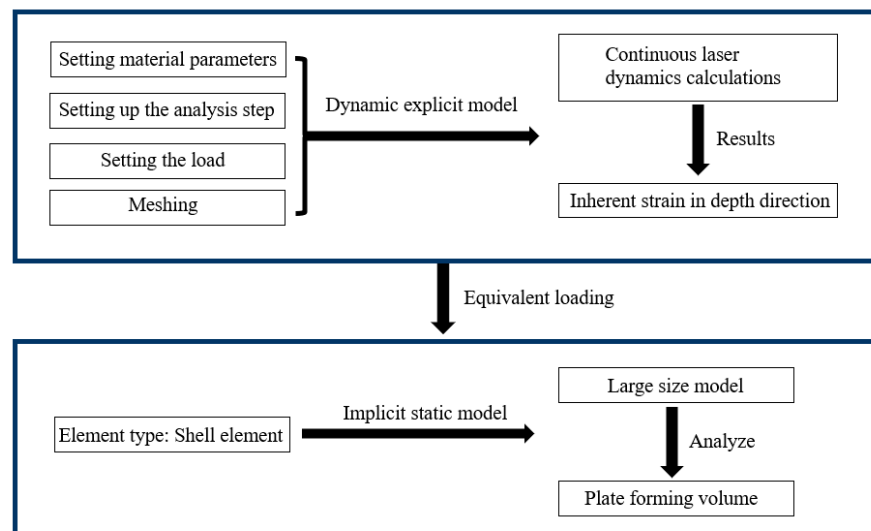 Setting material parameters
Setting up the analysis step
Setting the load
Meshing
Dynamic explicit model
Continuous laser
dynamics calculations
Results
Inherent strain in depth direction
Equivalent loading
Element type: Shell element
Implicit static model
Large size model
Analyze
Plate forming volume